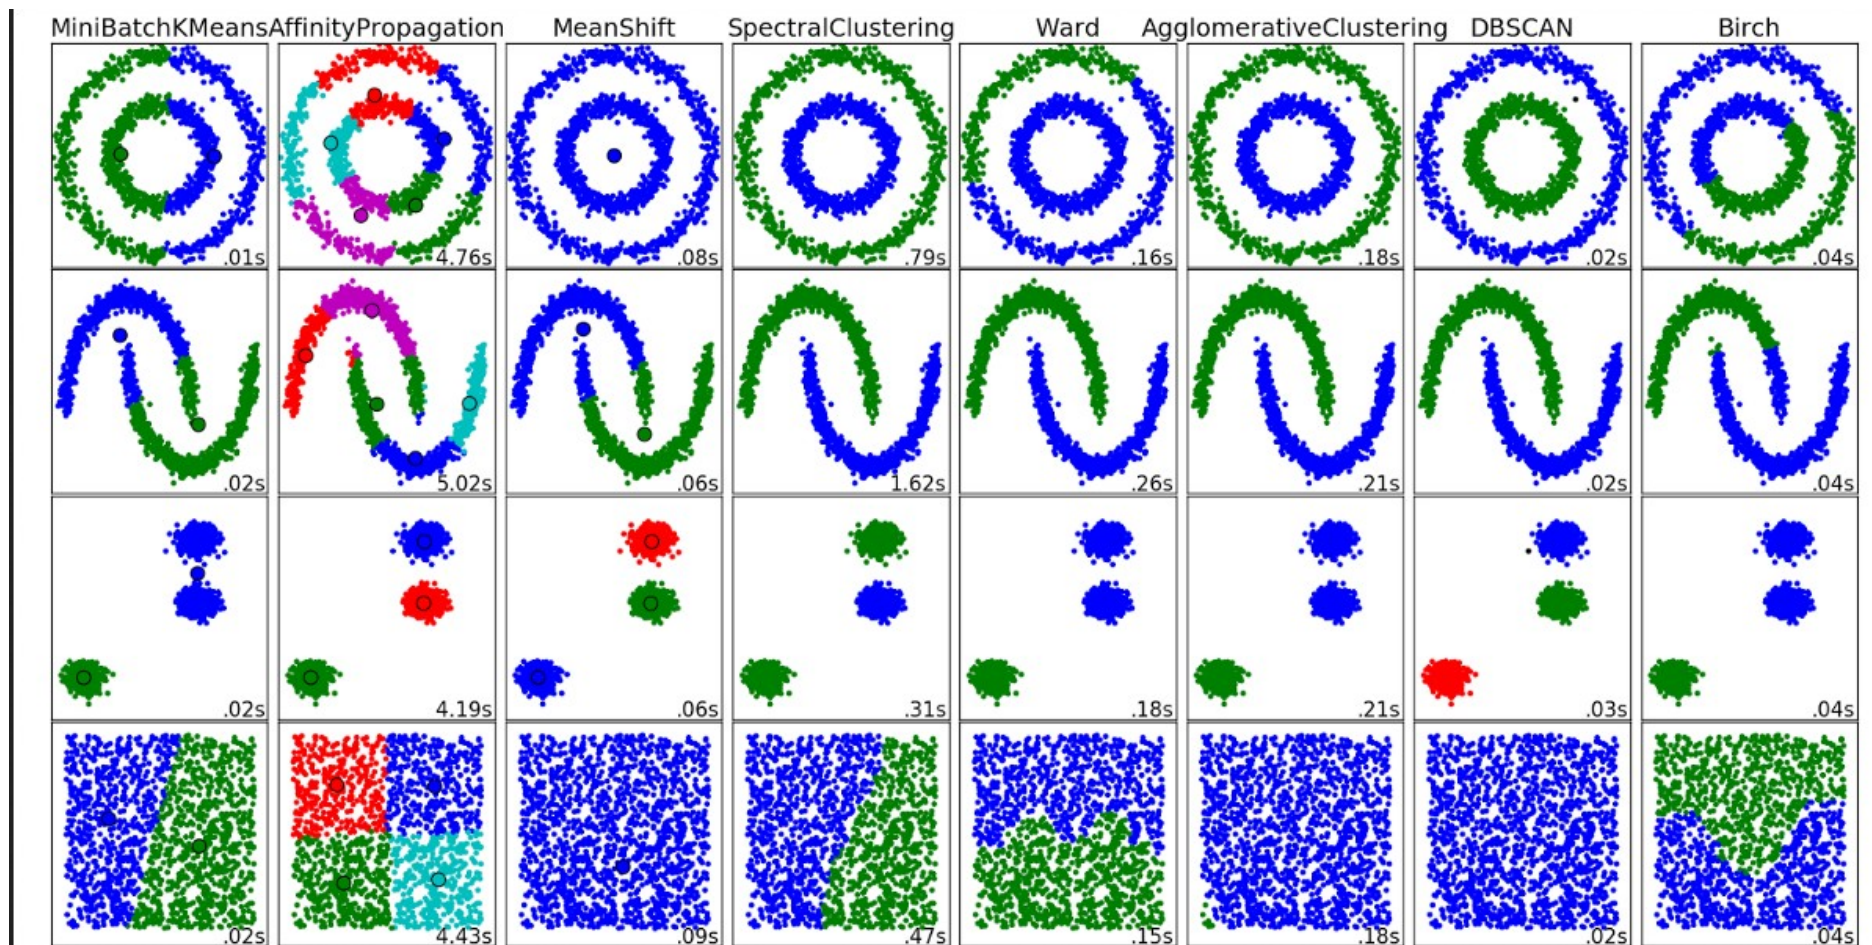 MiniBatchKMeans AffinityPropagation MeanShift SpectralClustering Ward AgglomerativeClustering DBSCAN Birch
.01s 4.76s .08s .79s .16s .18s .02s .04s
.02s 5.02s .06s 1.62s .26s .21s .02s .04s
.02s 4.19s .06s .31s .18s .21s .03s .04s
.02s 4.43s .09s .47s .15s .18s .02s .04s